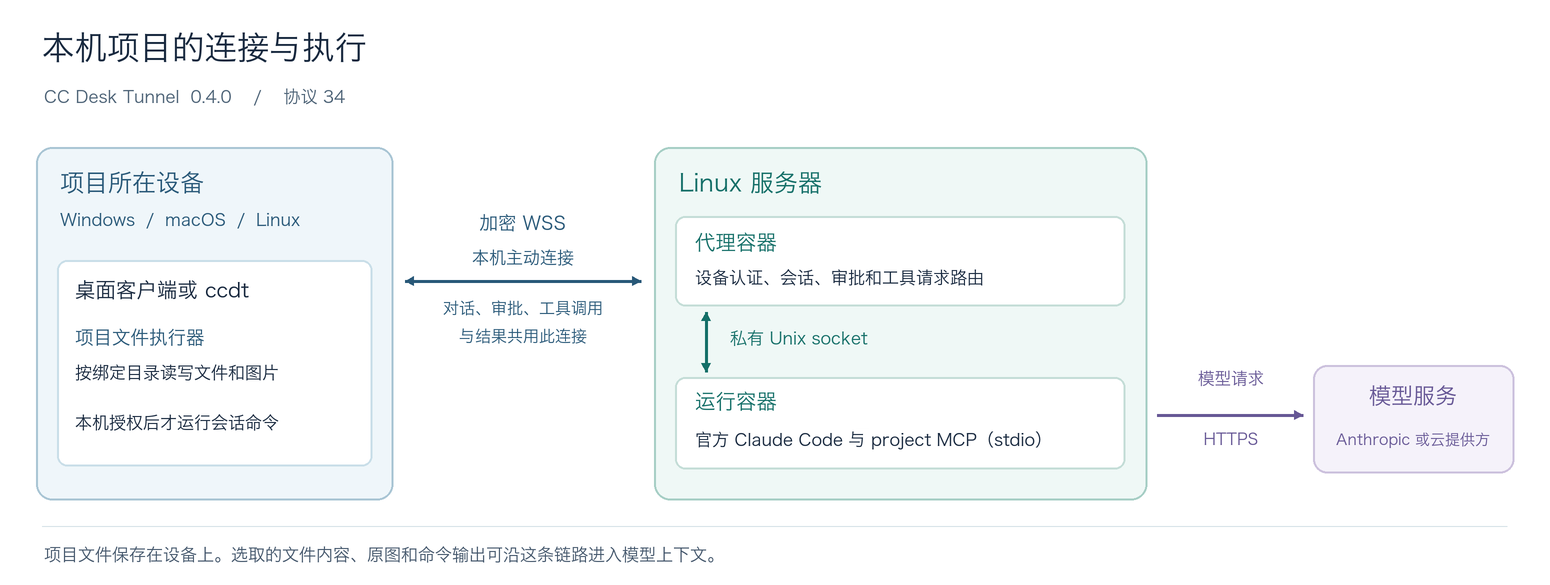 本机项目的连接与执行
CC Desk Tunnel 0.4.0 / 协议 34
项目所在设备
Windows / macOS / Linux
桌面客户端或 ccdt
项目文件执行器
按绑定目录读写文件和图片
本机授权后才运行会话命令
加密 WSS
本机主动连接
对话、审批、工具调用
与结果共用此连接
Linux 服务器
代理容器
设备认证、会话、审批和工具请求路由
私有 Unix socket
运行容器
官方 Claude Code 与 project MCP（stdio）
模型请求
HTTPS
模型服务
Anthropic 或云提供方
项目文件保存在设备上。选取的文件内容、原图和命令输出可沿这条链路进入模型上下文。